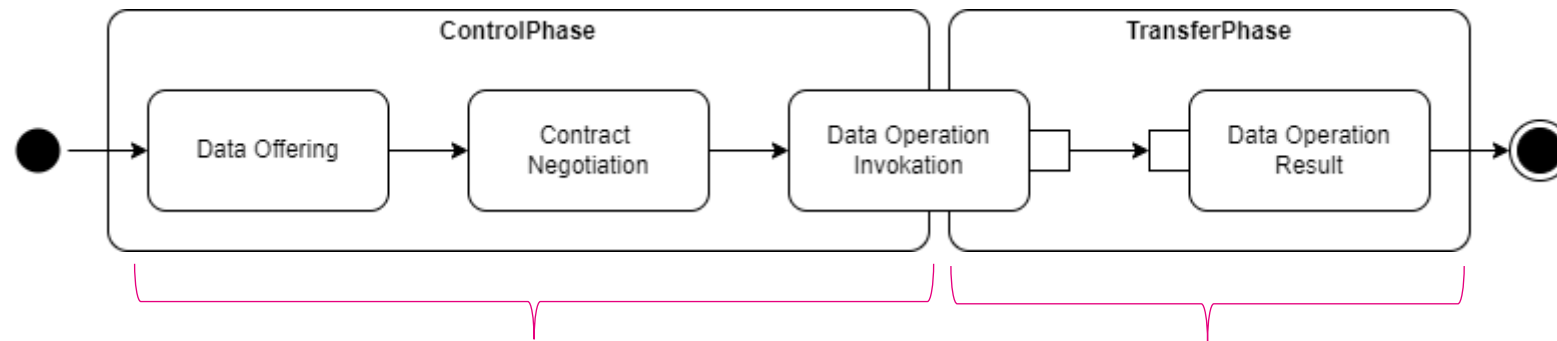 ControlPhase
TransferPhase
Data Offering
Contract
Negotiation
Data Operation
Invokation
Data Operation
Result